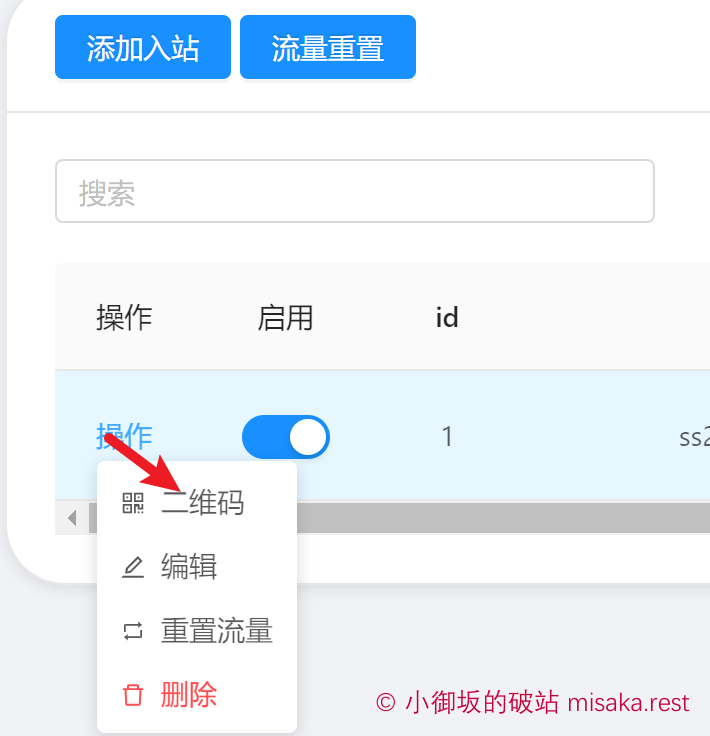 添加入站 流量重置
搜索
操作 启用 id
操作 1 ss2
二维码
编辑
重置流量
删除
© 小御坂的破站 misaka.rest